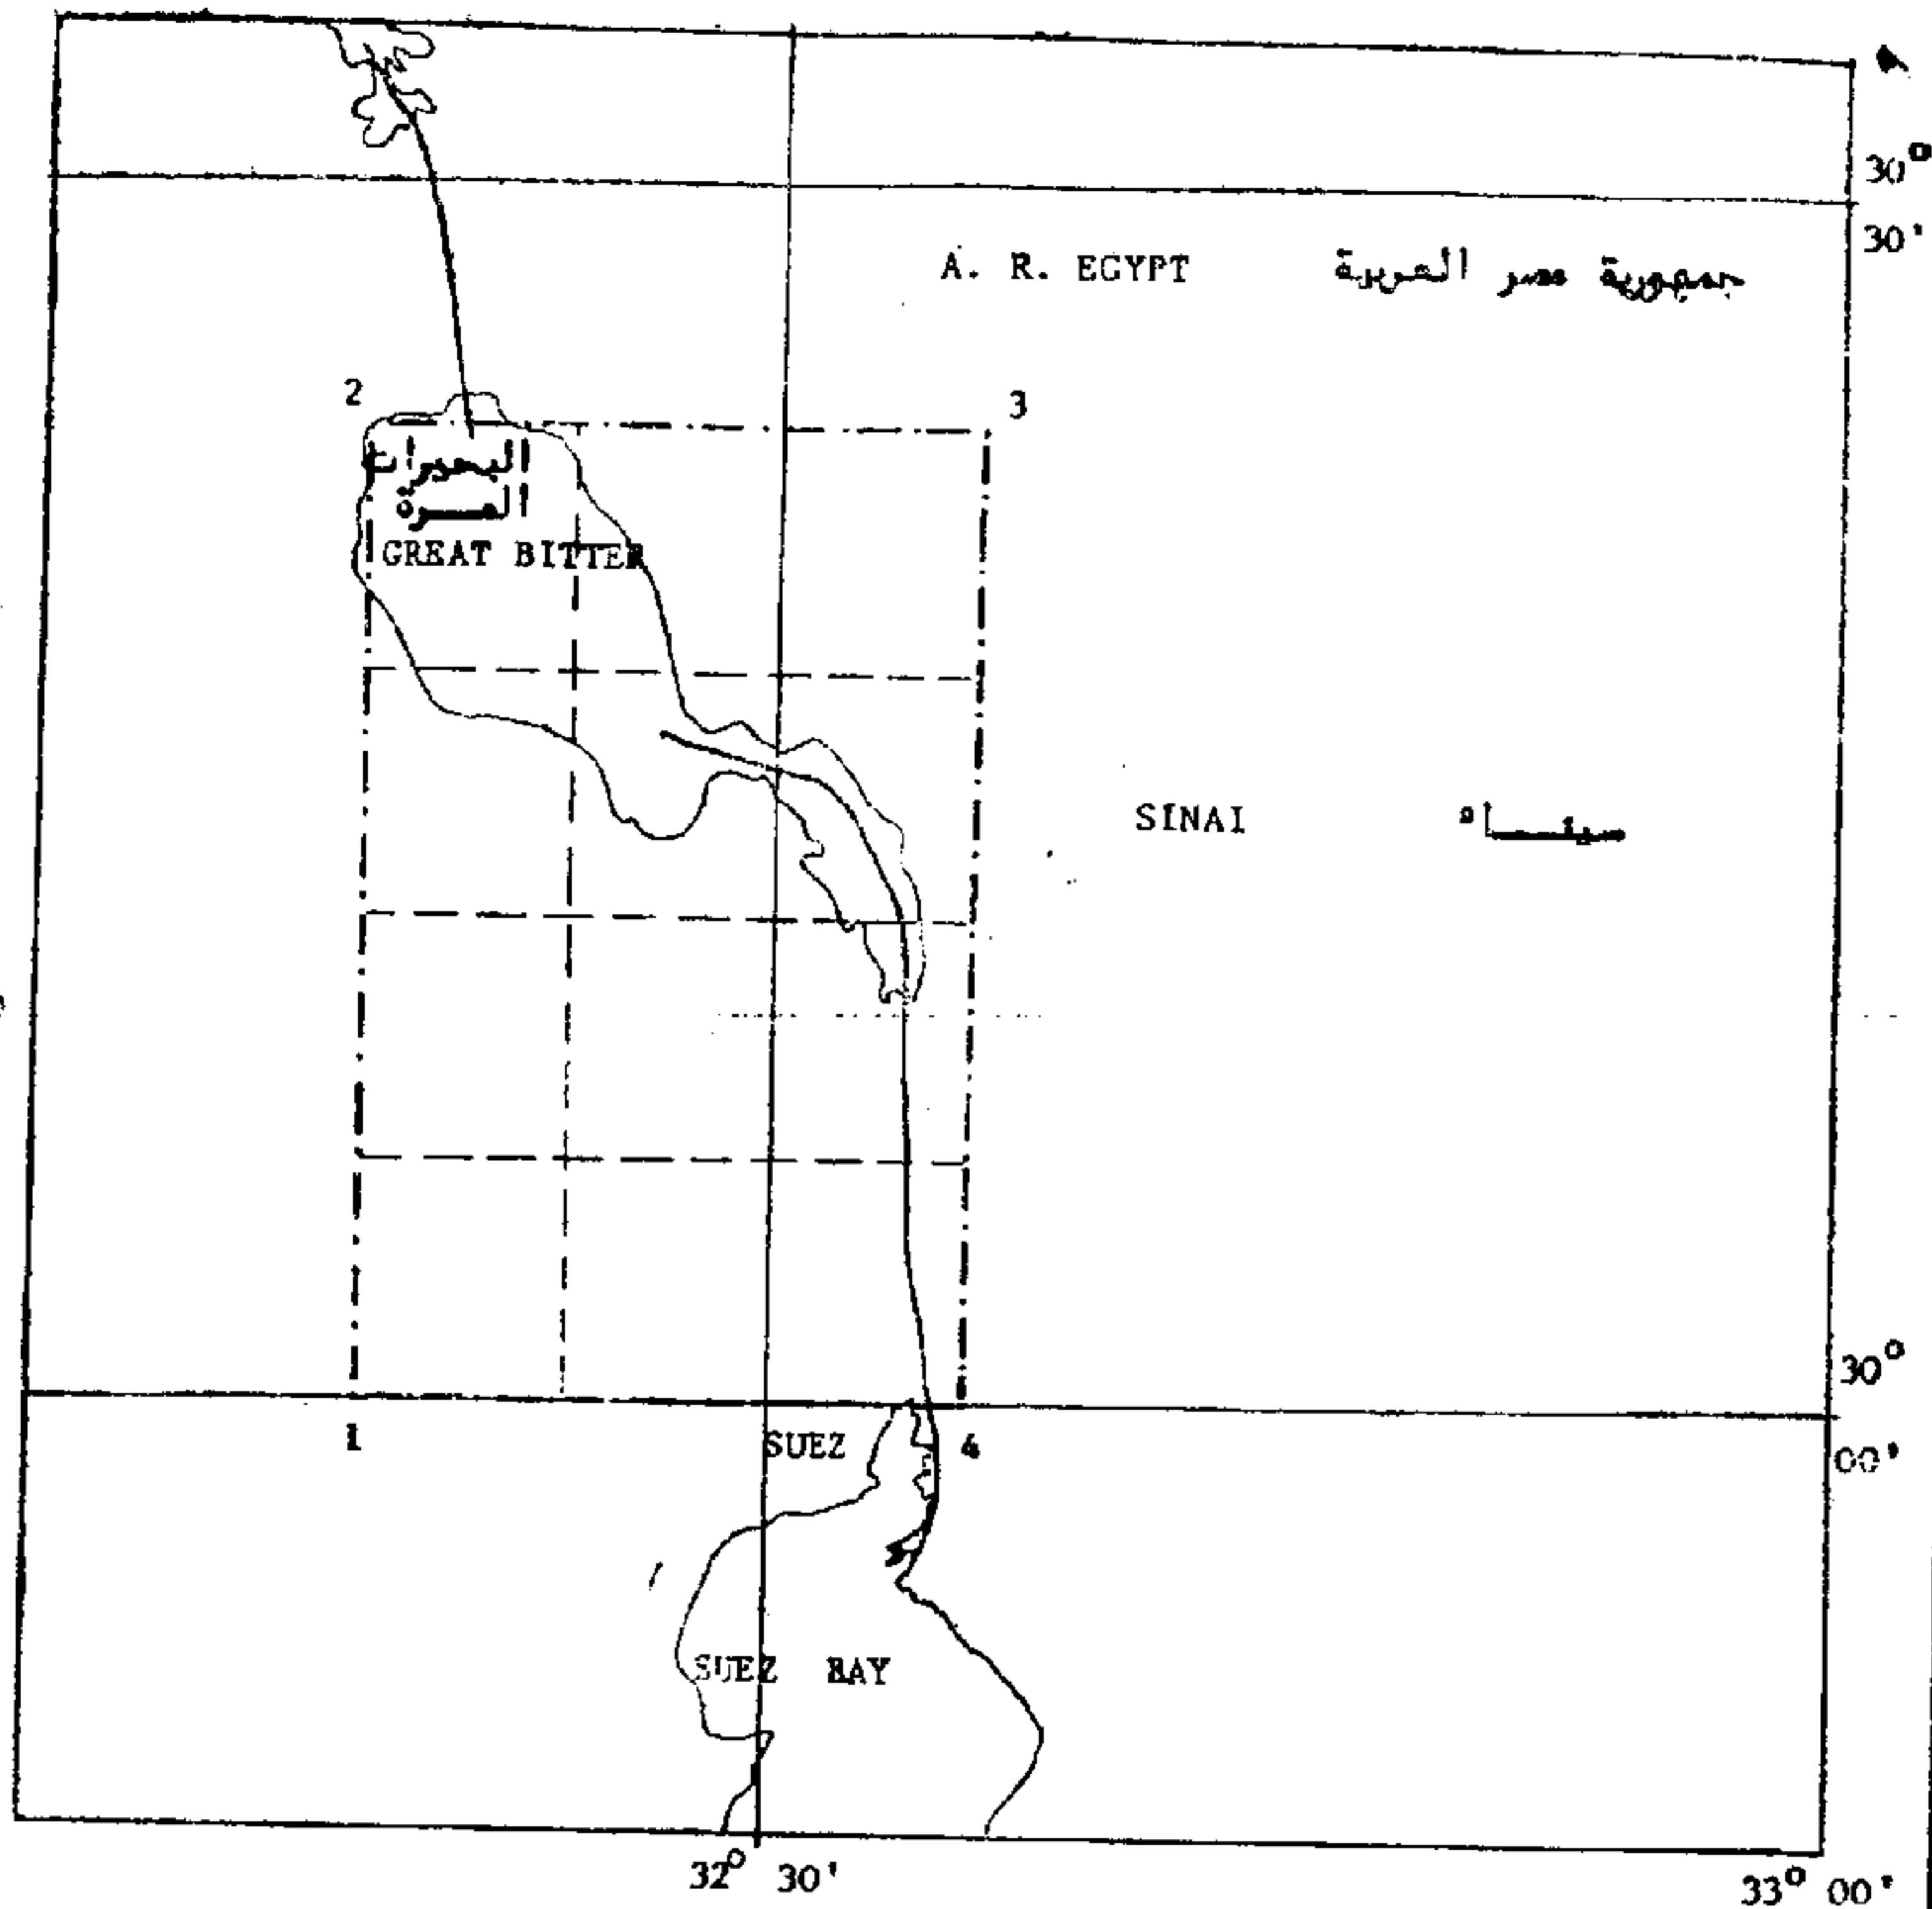 30°
30'
A. R. EGYPT جمهورية مصر العربية
2 3
البحيرات
المرة
GREAT BITTER
SINAI سيناء
30°
00'
1 SUEZ 4
SUEZ BAY
32° 30' 33° 00'